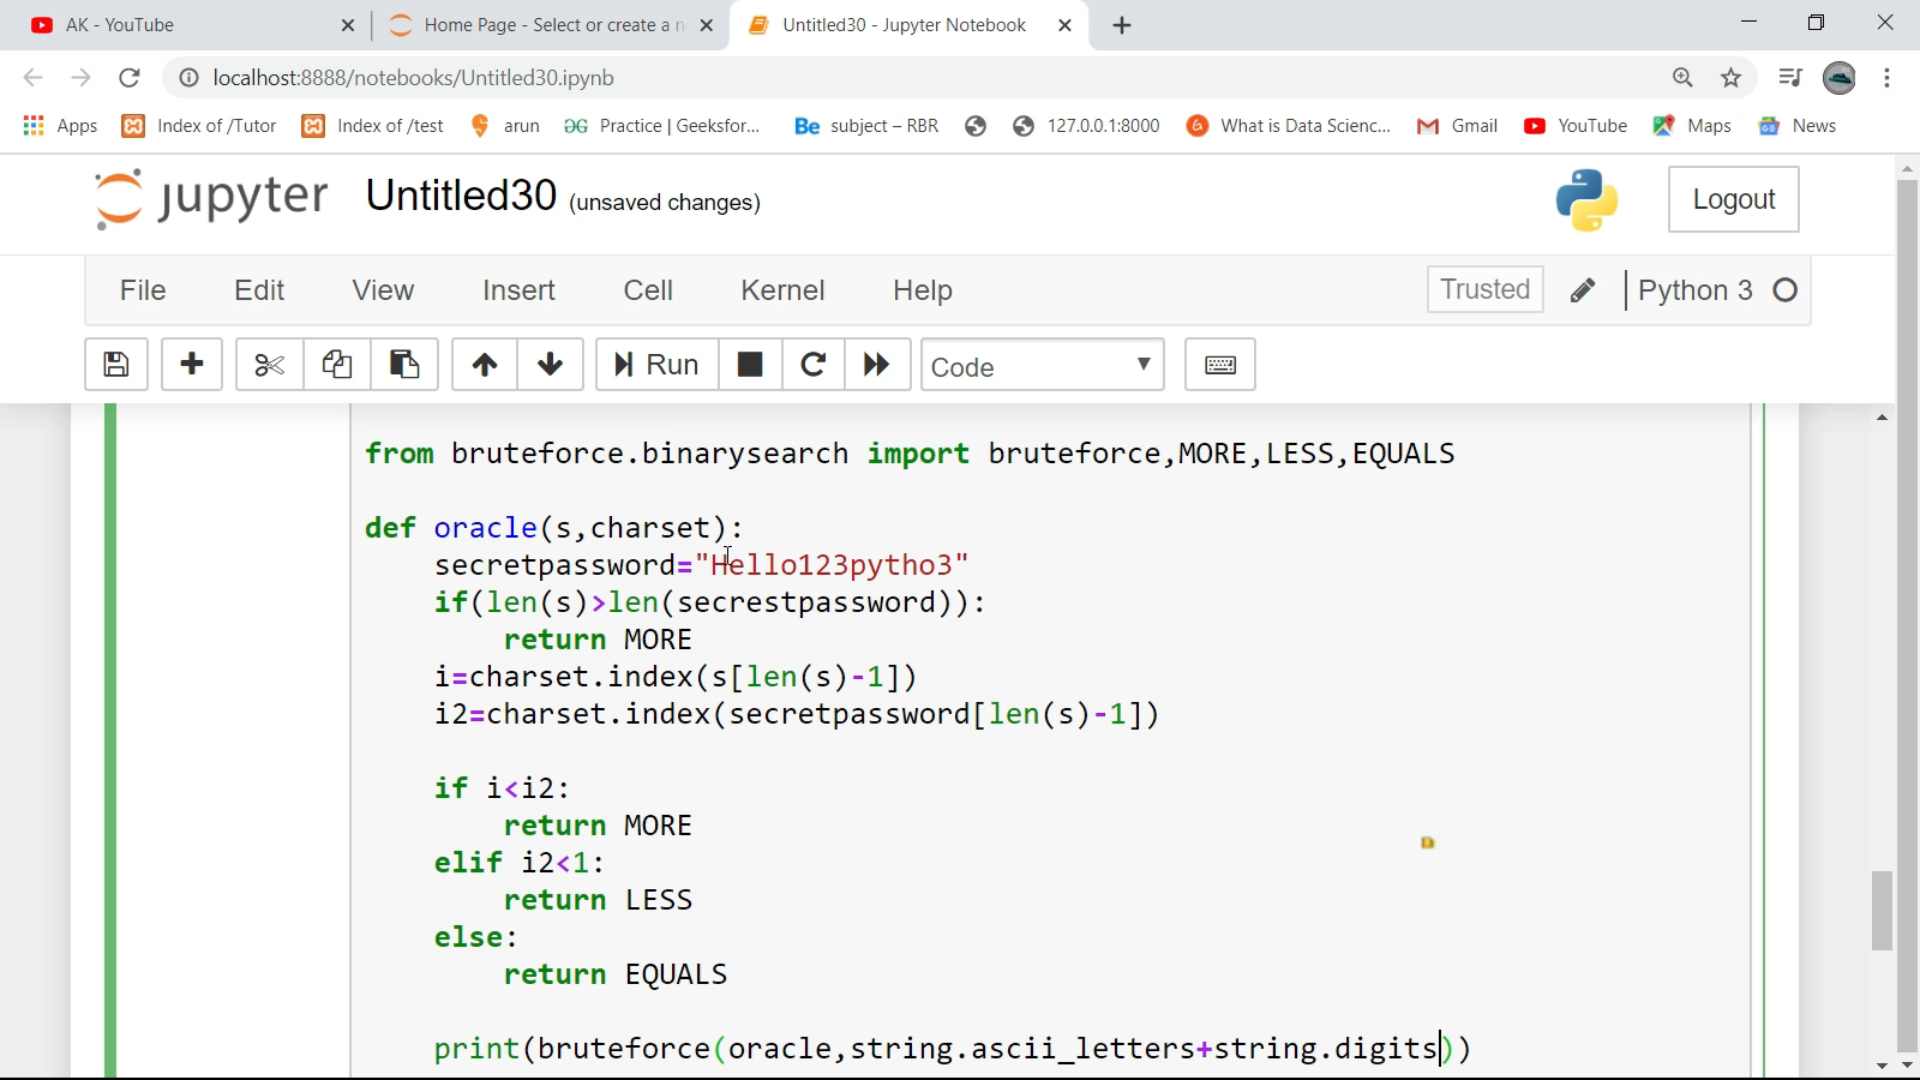 AK - YouTube
Home Page - Select or create a n
Untitled30 - Jupyter Notebook
localhost:8888/notebooks/Untitled30.ipynb
Apps
Index of /Tutor
Index of /test
arun
Practice | Geeksfor...
Be subject – RBR
127.0.0.1:8000
What is Data Scienc...
Gmail
YouTube
Maps
News
jupyter Untitled30 (unsaved changes)
Logout
File Edit View Insert Cell Kernel Help
Trusted
Python 3
Run
Code
from bruteforce.binarysearch import bruteforce,MORE,LESS,EQUALS
def oracle(s,charset):
secretpassword="Hello123pytho3"
if(len(s)>len(secrestpassword)):
return MORE
i=charset.index(s[len(s)-1])
i2=charset.index(secretpassword[len(s)-1])
if i<i2:
return MORE
elif i2<1:
return LESS
else:
return EQUALS
print(bruteforce(oracle,string.ascii_letters+string.digits))